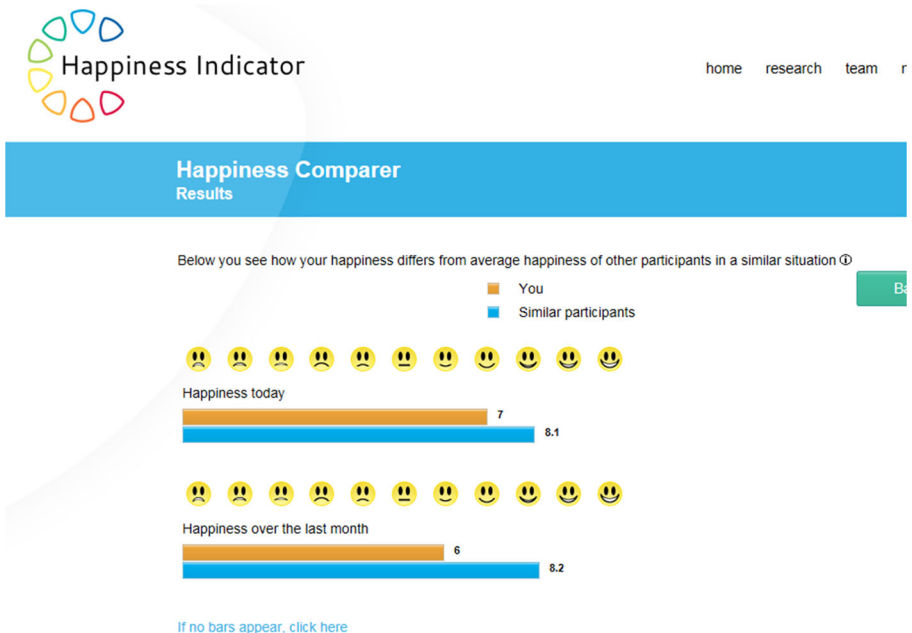 Happiness Indicator
home research team
Happiness Comparer
Results
Below you see how your happiness differs from average happiness of other participants in a similar situation
You
Similar participants
Happiness today
7
8.1
Happiness over the last month
6
8.2
If no bars appear, click here